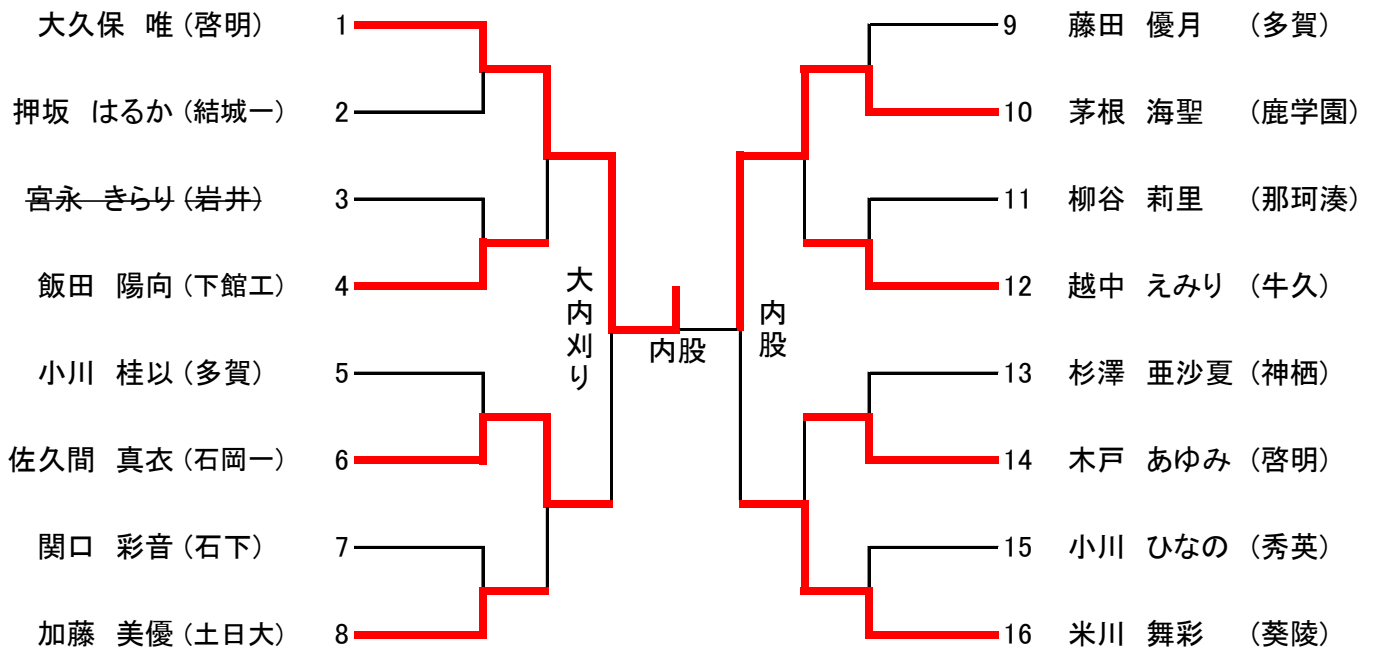 大久保 唯 (啓明) 1
押坂 はるか (結城一) 2
宮永 きらり (岩井) 3
飯田 陽向 (下館工) 4
小川 桂以 (多賀) 5
佐久間 真衣 (石岡一) 6
関口 彩音 (石下) 7
加藤 美優 (土日大) 8
大内刈り
内股
内股
9 藤田 優月 (多賀)
10 茅根 海聖 (鹿学園)
11 柳谷 莉里 (那珂湊)
12 越中 えみり (牛久)
13 杉澤 亜沙夏 (神栖)
14 木戸 あゆみ (啓明)
15 小川 ひなの (秀英)
16 米川 舞彩 (葵陵)